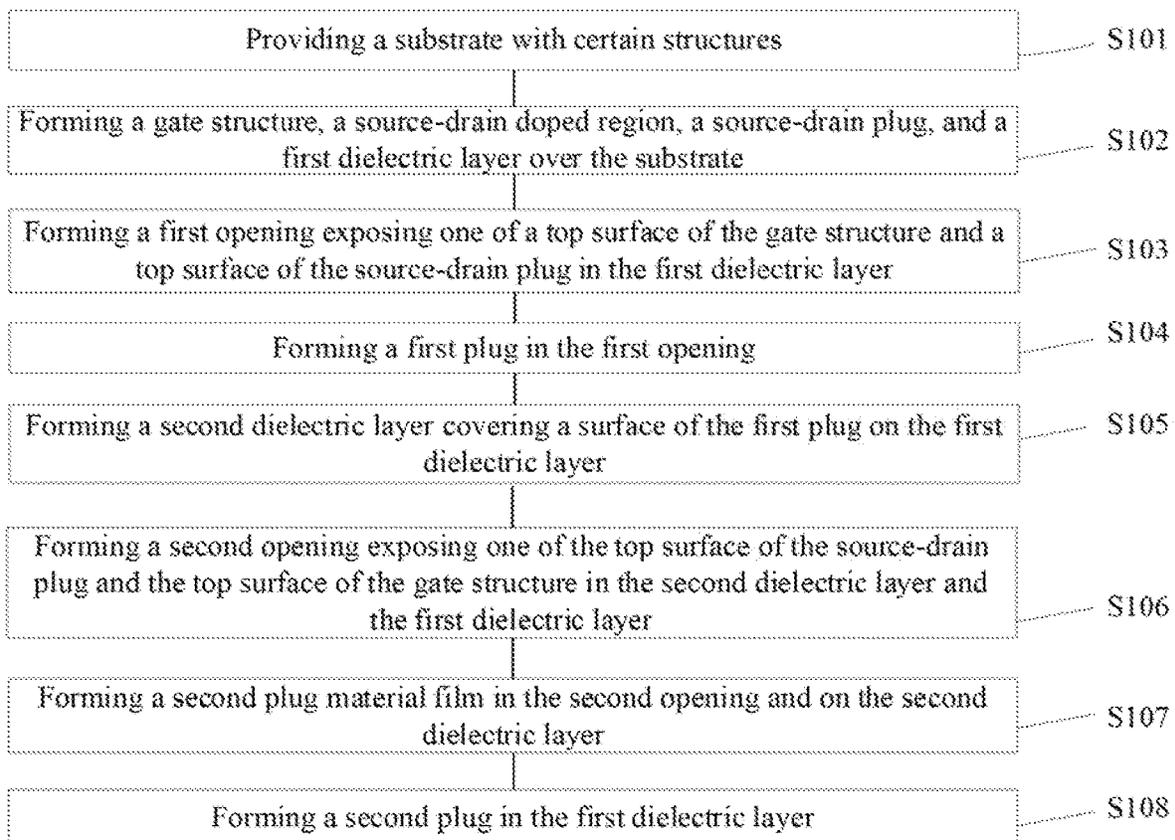 Providing a substrate with certain structures
S101
Forming a gate structure, a source-drain doped region, a source-drain plug, and a
first dielectric layer over the substrate
S102
Forming a first opening exposing one of a top surface of the gate structure and a
top surface of the source-drain plug in the first dielectric layer
S103
Forming a first plug in the first opening
S104
Forming a second dielectric layer covering a surface of the first plug on the first
dielectric layer
S105
Forming a second opening exposing one of the top surface of the source-drain
plug and the top surface of the gate structure in the second dielectric layer and
the first dielectric layer
S106
Forming a second plug material film in the second opening and on the second
dielectric layer
S107
Forming a second plug in the first dielectric layer
S108